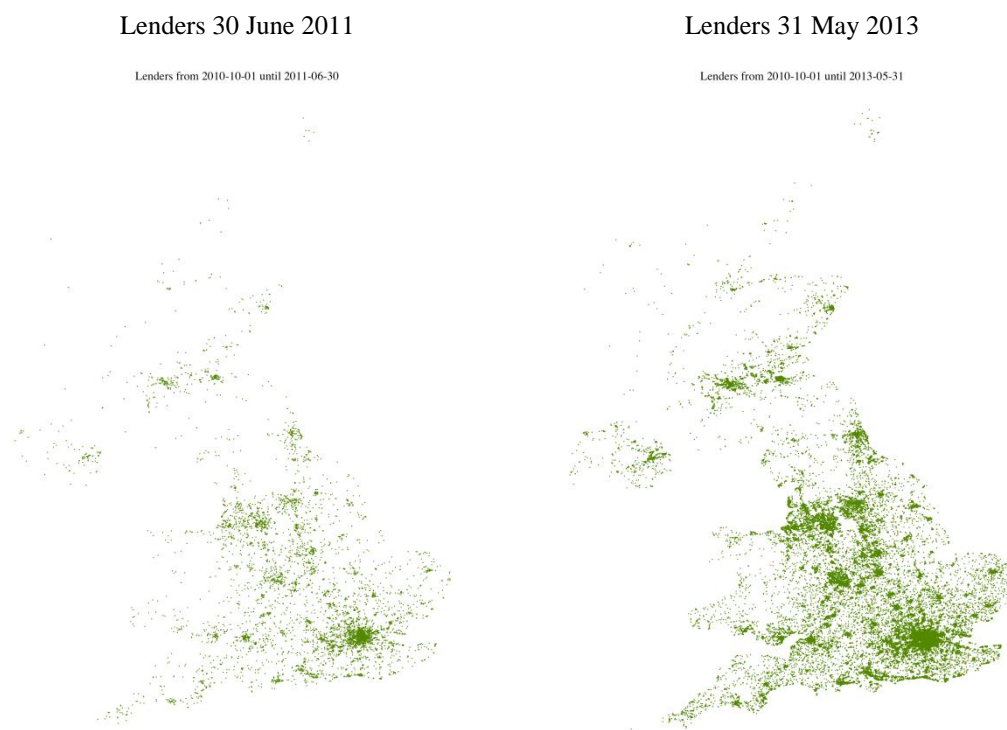 Lenders 30 June 2011
Lenders from 2010-10-01 until 2011-06-30
Lenders 31 May 2013
Lenders from 2010-10-01 until 2013-05-31